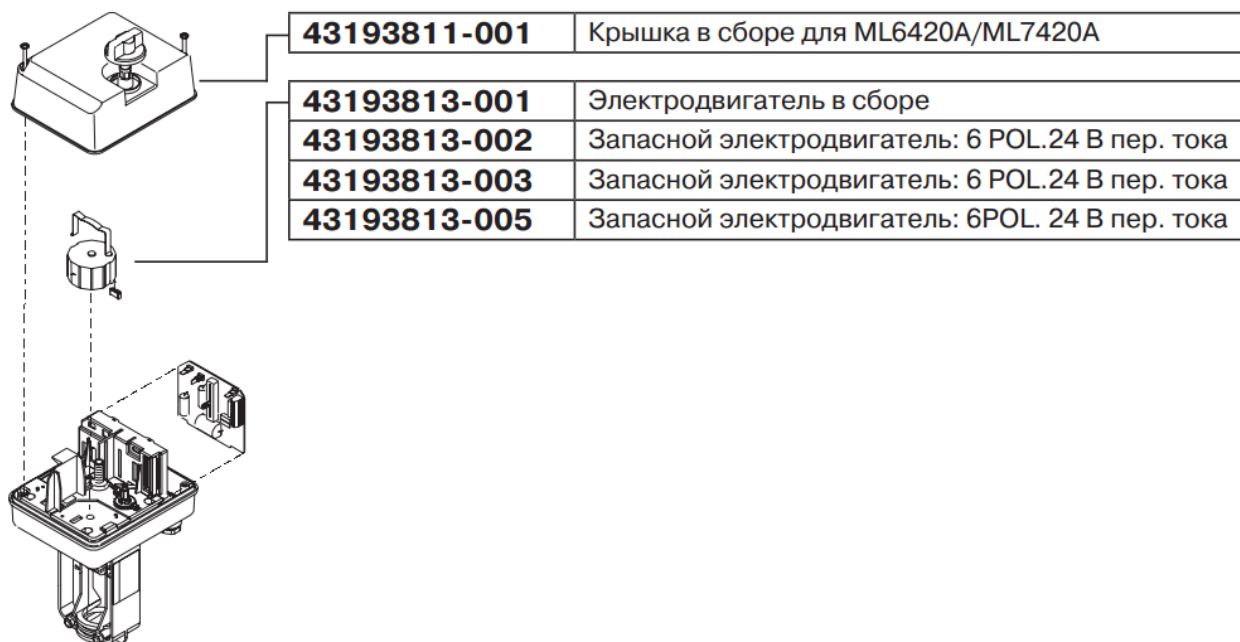 43193811-001 Крышка в сборе для ML6420A/ML7420A
43193813-001 Электродвигатель в сборе
43193813-002 Запасной электродвигатель: 6 POL.24 В пер. тока
43193813-003 Запасной электродвигатель: 6 POL.24 В пер. тока
43193813-005 Запасной электродвигатель: 6POL. 24 В пер. тока